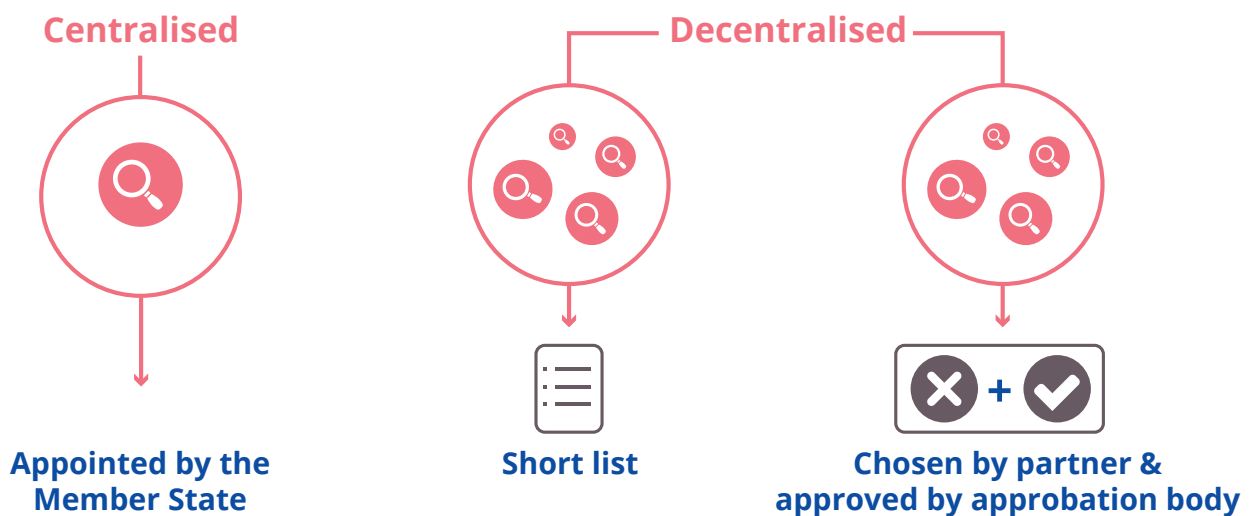 Centralised
Decentralised
+
Appointed by the
Member State
Short list
Chosen by partner &
approved by approbation body